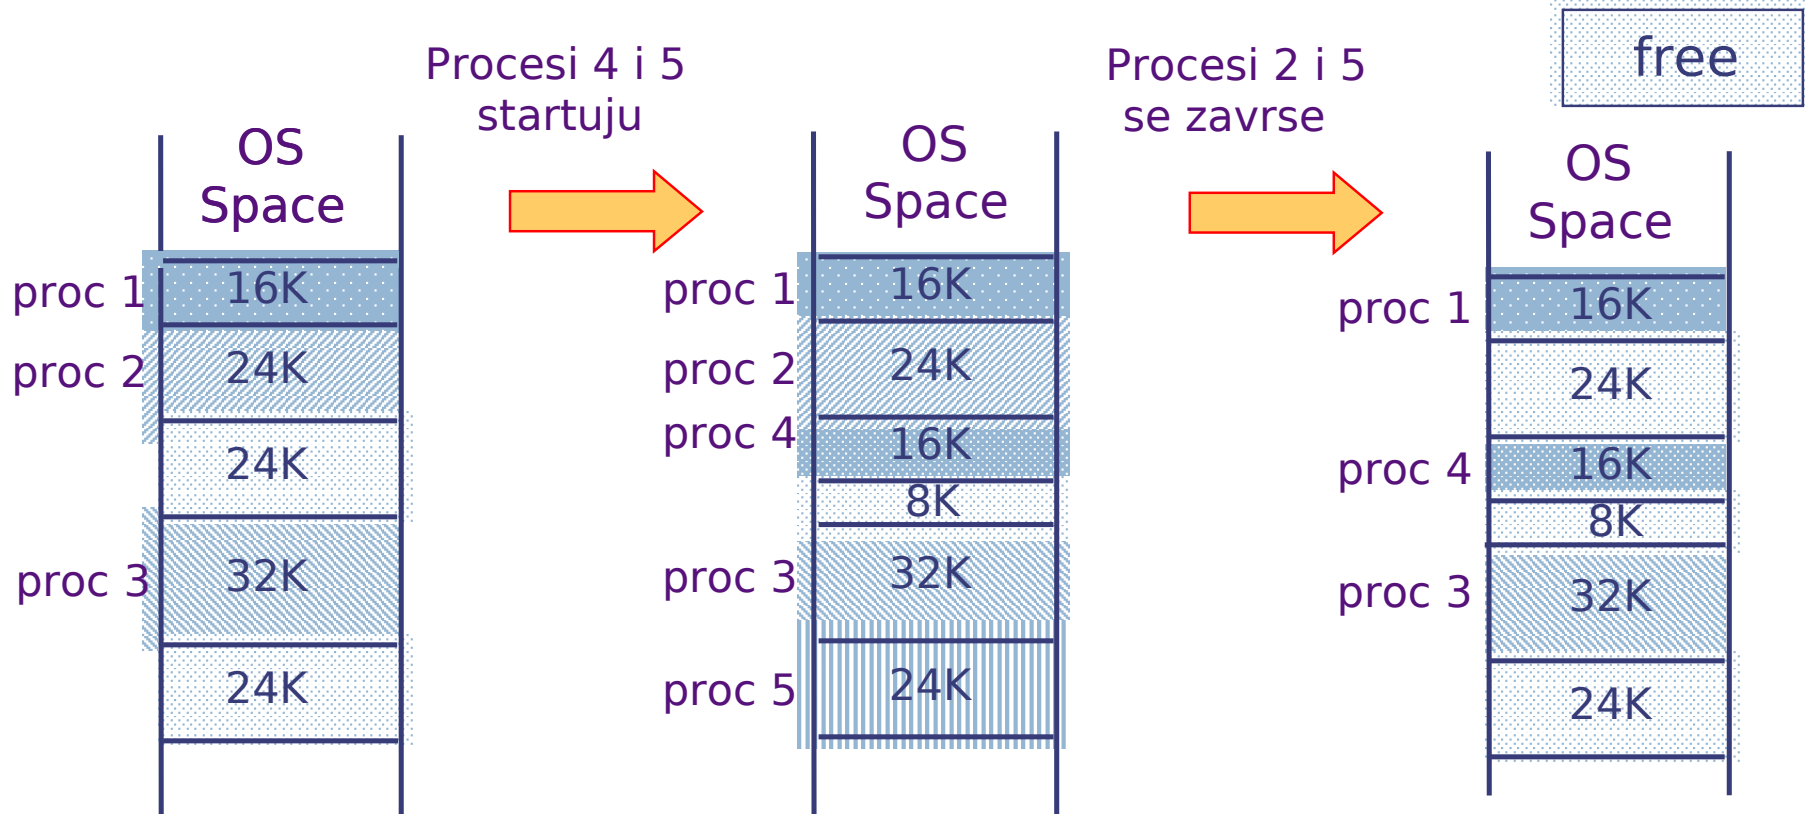 free
Procesi 4 i 5
startuju
Procesi 2 i 5
se zavrse
OS
Space
proc 1 16K
proc 2 24K
24K
proc 3 32K
24K
OS
Space
proc 1 16K
proc 2 24K
proc 4 16K
8K
proc 3 32K
proc 5 24K
OS
Space
proc 1 16K
24K
proc 4 16K
8K
proc 3 32K
24K